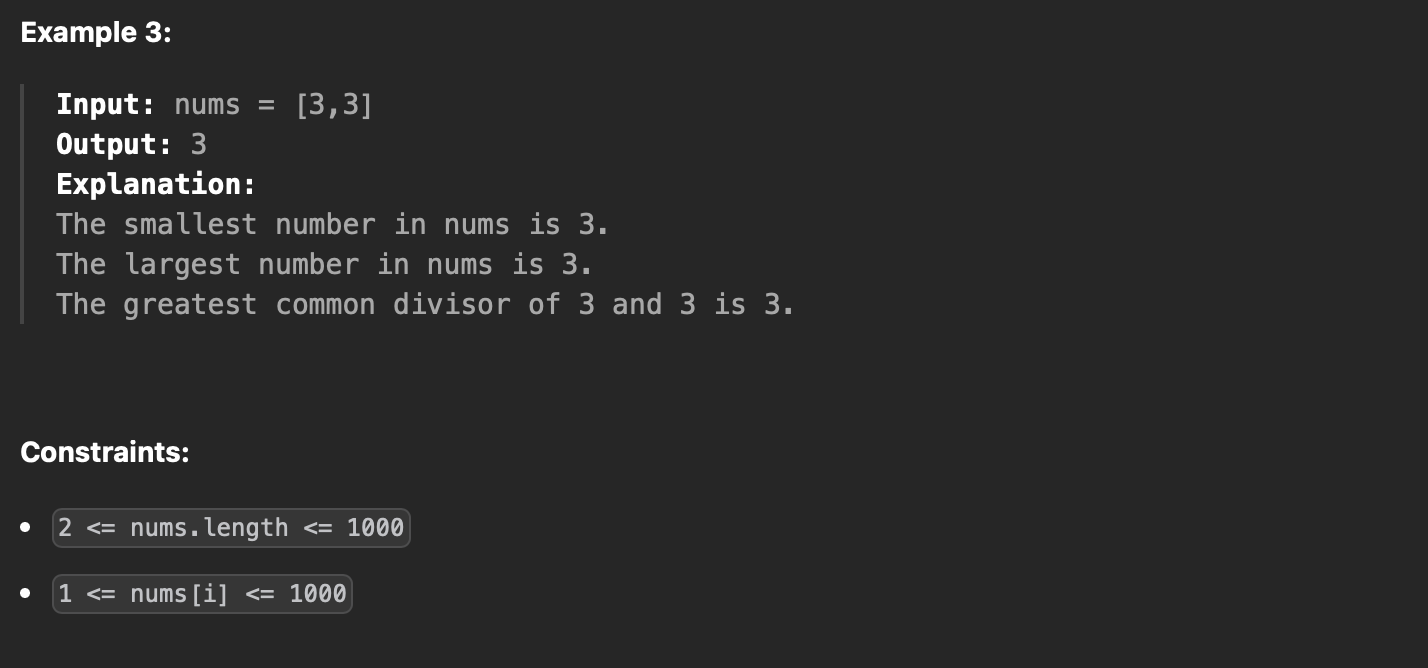 Example 3:
Input: nums = [3,3]
Output: 3
Explanation:
The smallest number in nums is 3.
The largest number in nums is 3.
The greatest common divisor of 3 and 3 is 3.
Constraints:
2 <= nums.length <= 1000
1 <= nums[i] <= 1000